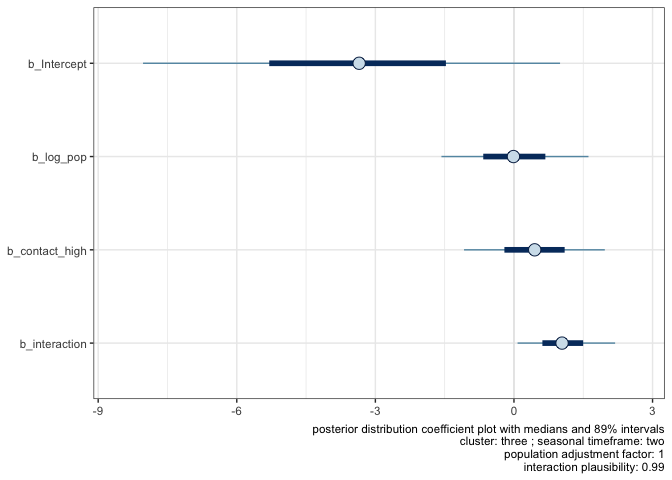 b_Intercept
b_log_pop
b_contact_high
b_interaction
-9 -6 -3 0 3
posterior distribution coefficient plot with medians and 89% intervals
cluster: three ; seasonal timeframe: two
population adjustment factor: 1
interaction plausibility: 0.99